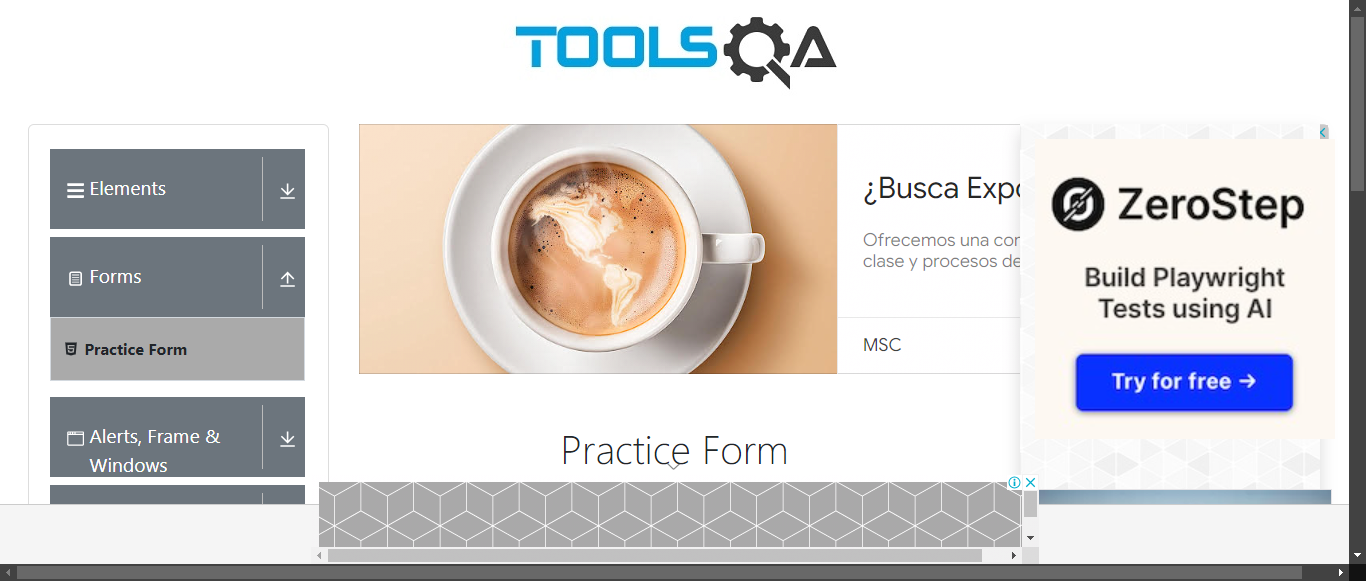 TOOLSQA
Elements
Forms
Practice Form
Alerts, Frame &
Windows
¿Busca Expo
Ofrecemos una con
clase y procesos de
MSC
ZeroStep
Build Playwright
Tests using AI
Try for free →
Practice Form